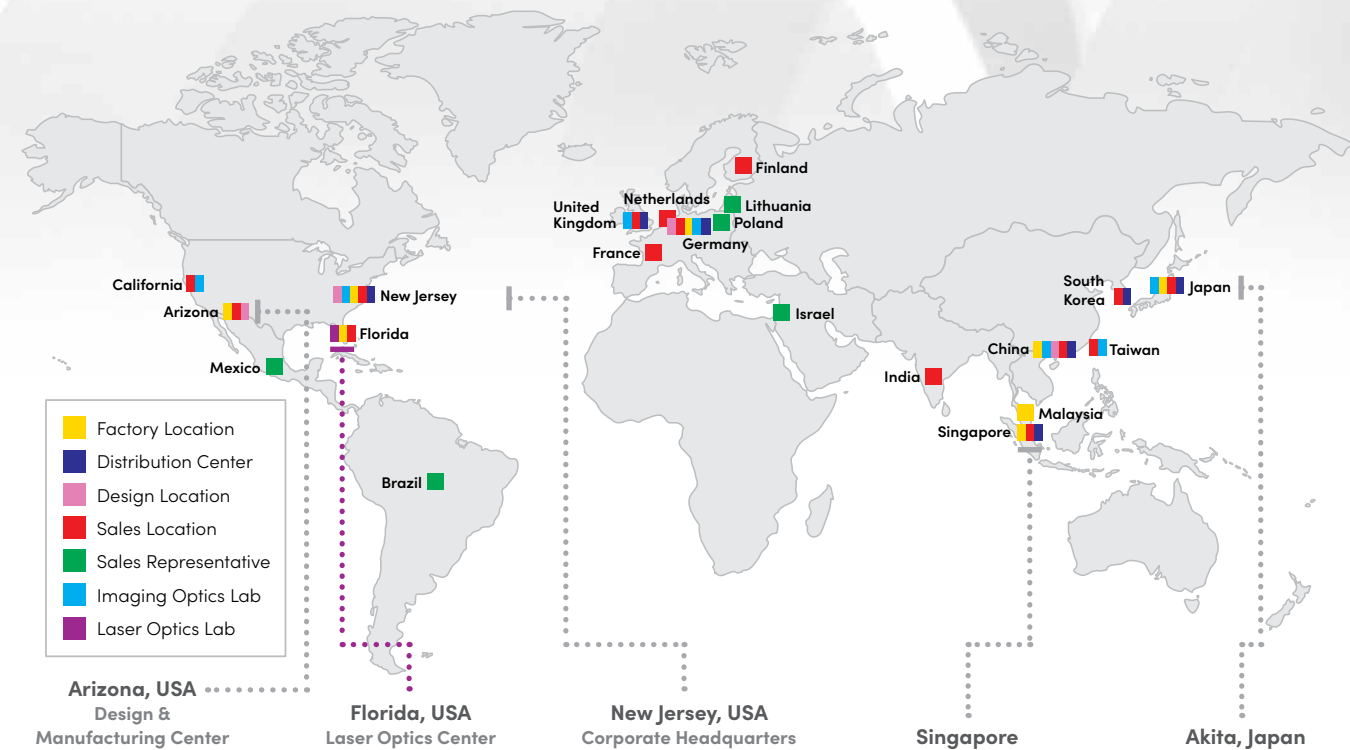 Finland
Netherlands
Lithuania
United
Kingdom
Poland
Germany
France
California
New Jersey
Arizona
Florida
Mexico
Israel
South
Korea
Japan
China
Taiwan
India
Malaysia
Singapore
Brazil
Factory Location
Distribution Center
Design Location
Sales Location
Sales Representative
Imaging Optics Lab
Laser Optics Lab
Arizona, USA
Design &
Manufacturing Center
Florida, USA
Laser Optics Center
New Jersey, USA
Corporate Headquarters
Singapore
Akita, Japan